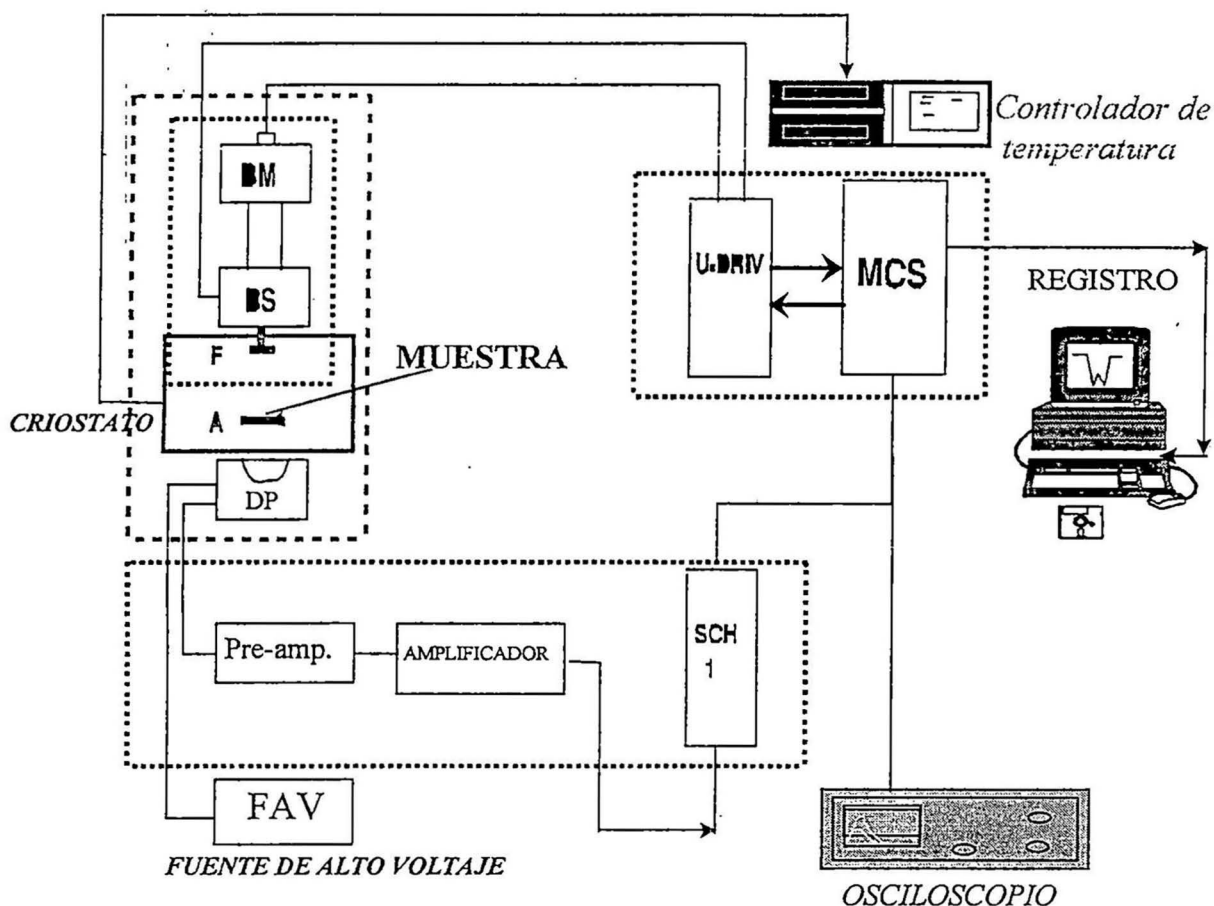 Controlador de
temperatura
BM
BS
U.DRIV
MCS
REGISTRO
F
MUESTRA
CRIOSTATO
A
DP
Pre-amp.
AMPLIFICADOR
SCH
1
FAV
FUENTE DE ALTO VOLTAJE
OSCILOSCOPIO